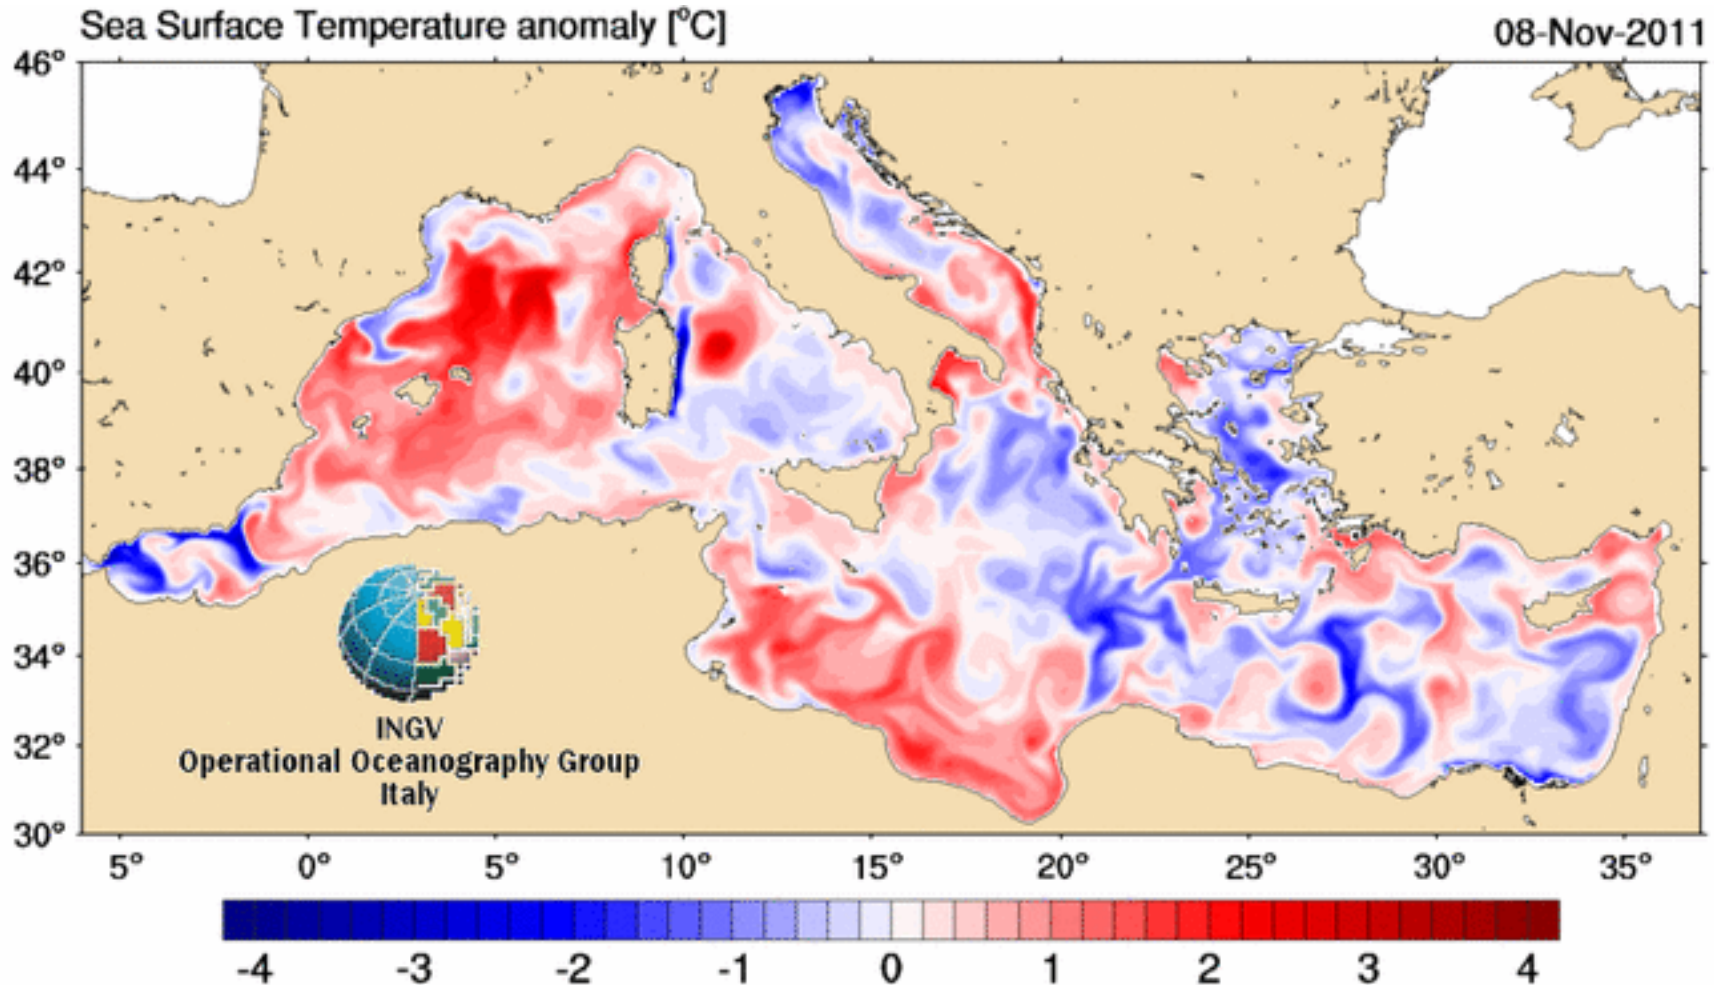 Sea Surface Temperature anomaly [°C]
08-Nov-2011
46°
44°
42°
40°
38°
36°
34°
32°
30°
INGV
Operational Oceanography Group
Italy
5° 0° 5° 10° 15° 20° 25° 30° 35°
-4 -3 -2 -1 0 1 2 3 4